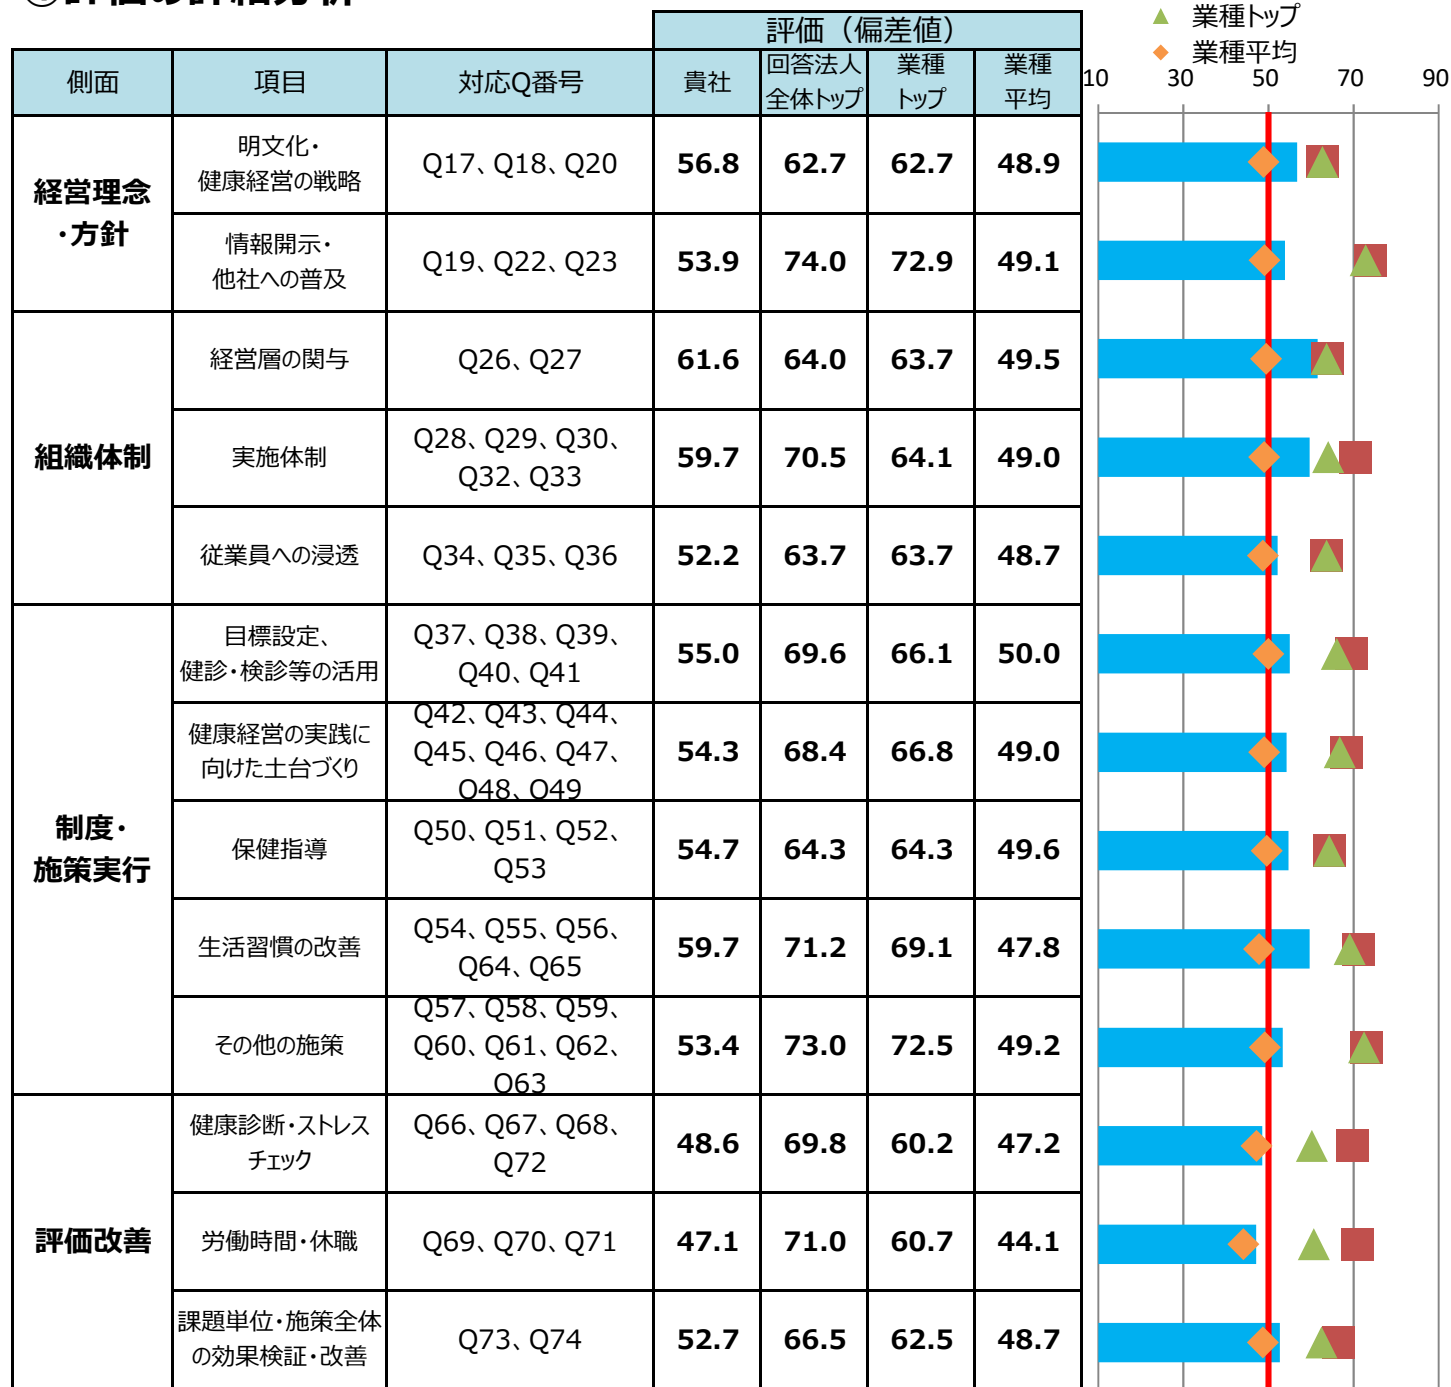 評価（偏差値）
業種トップ
業種平均
側面 項目 対応Q番号 貴社 回答法人 業種 業種
全体トップ トップ 平均
10 30 50 70 90
経営理念
・方針
明文化・
健康経営の戦略
Q17、Q18、Q20 56.8 62.7 62.7 48.9
情報開示・
他社への普及
Q19、Q22、Q23 53.9 74.0 72.9 49.1
組織体制
経営層の関与 Q26、Q27 61.6 64.0 63.7 49.5
実施体制
Q28、Q29、Q30、
Q32、Q33
59.7 70.5 64.1 49.0
従業員への浸透 Q34、Q35、Q36 52.2 63.7 63.7 48.7
制度・
施策実行
目標設定、
健診・検診等の活用
Q37、Q38、Q39、
Q40、Q41
55.0 69.6 66.1 50.0
健康経営の実践に
向けた土台づくり
Q42、Q43、Q44、
Q45、Q46、Q47、
Q48、Q49
54.3 68.4 66.8 49.0
保健指導
Q50、Q51、Q52、
Q53
54.7 64.3 64.3 49.6
生活習慣の改善
Q54、Q55、Q56、
Q64、Q65
59.7 71.2 69.1 47.8
その他の施策
Q57、Q58、Q59、
Q60、Q61、Q62、
Q63
53.4 73.0 72.5 49.2
評価改善
健康診断・ストレス
チェック
Q66、Q67、Q68、
Q72
48.6 69.8 60.2 47.2
労働時間・休職 Q69、Q70、Q71 47.1 71.0 60.7 44.1
課題単位・施策全体
の効果検証・改善
Q73、Q74 52.7 66.5 62.5 48.7